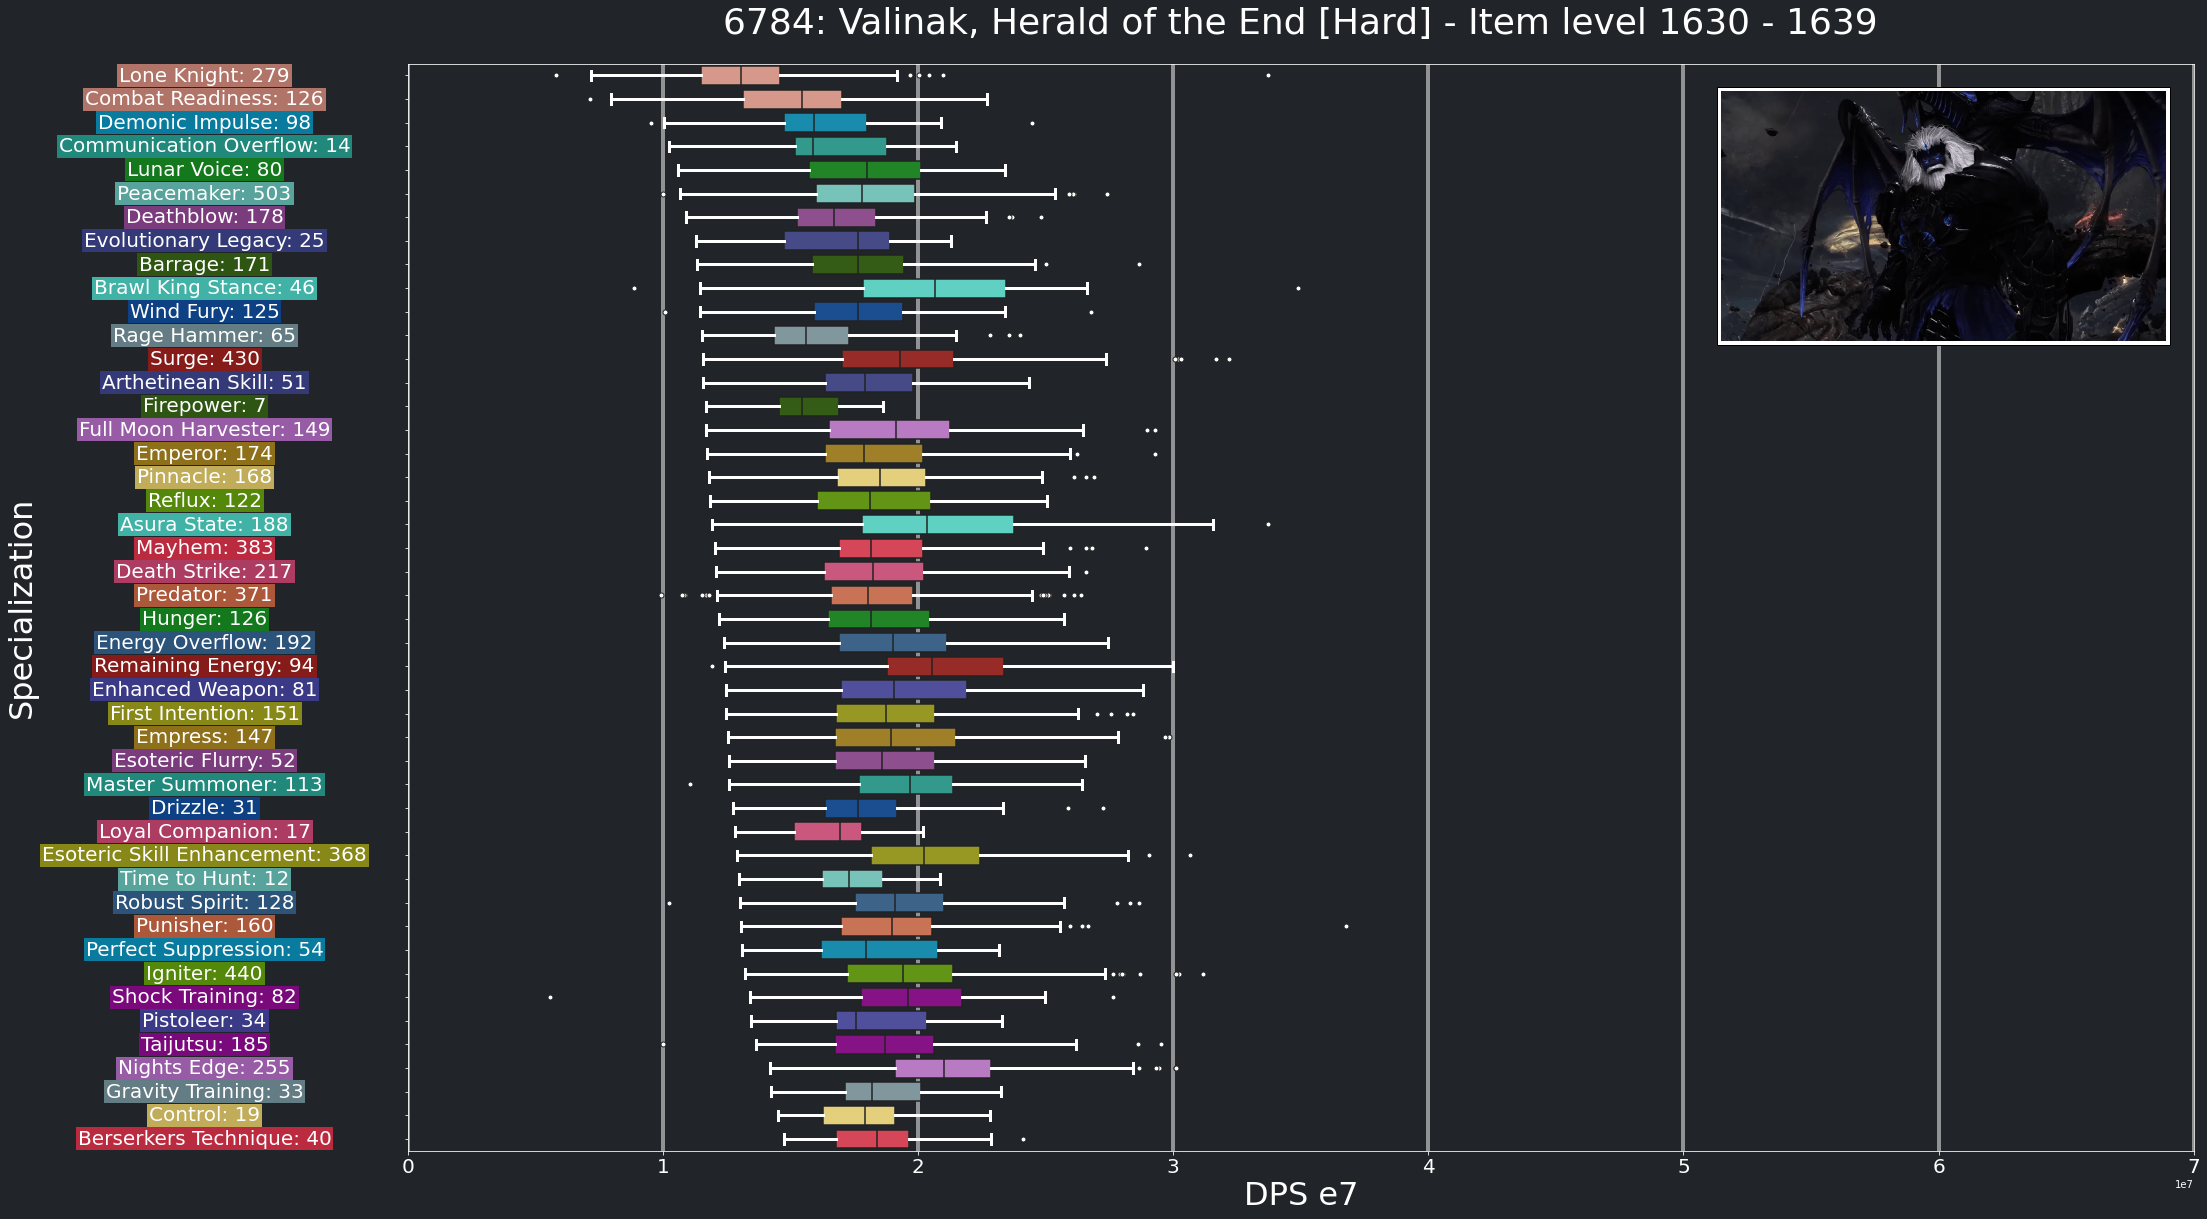 6784: Valinak, Herald of the End [Hard] - Item level 1630 - 1639
Lone Knight: 279
Combat Readiness: 126
Demonic Impulse: 98
Communication Overflow: 14
Lunar Voice: 80
Peacemaker: 503
Deathblow: 178
Evolutionary Legacy: 25
Barrage: 171
Brawl King Stance: 46
Wind Fury: 125
Rage Hammer: 65
Surge: 430
Arthetinean Skill: 51
Firepower: 7
Full Moon Harvester: 149
Emperor: 174
Pinnacle: 168
Reflux: 122
Asura State: 188
Mayhem: 383
Death Strike: 217
Predator: 371
Hunger: 126
Energy Overflow: 192
Remaining Energy: 94
Enhanced Weapon: 81
First Intention: 151
Empress: 147
Esoteric Flurry: 52
Master Summoner: 113
Drizzle: 31
Loyal Companion: 17
Esoteric Skill Enhancement: 368
Time to Hunt: 12
Robust Spirit: 128
Punisher: 160
Perfect Suppression: 54
Igniter: 440
Shock Training: 82
Pistoleer: 34
Taijutsu: 185
Nights Edge: 255
Gravity Training: 33
Control: 19
Berserkers Technique: 40
Specialization
0 1 2 3 4 5 6 7
1e7
DPS e7